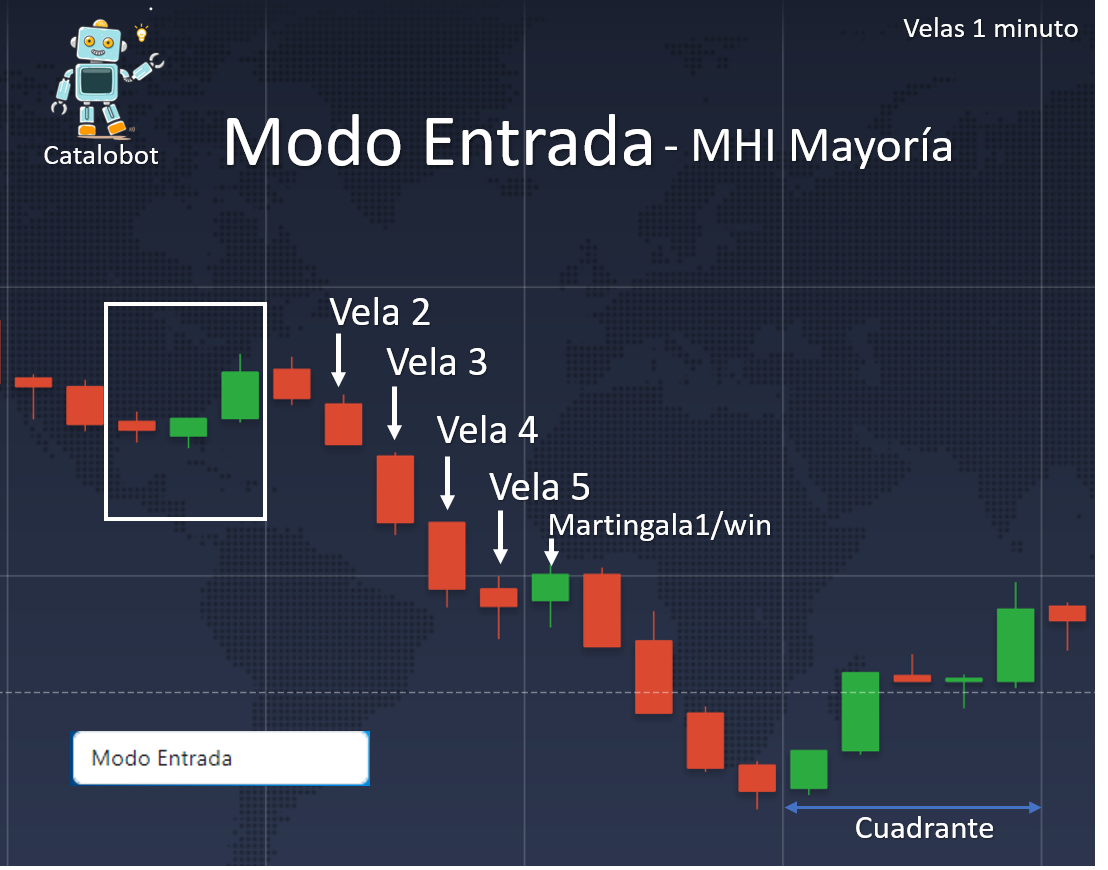 Velas 1 minuto
Catalobot
Modo Entrada - MHI Mayoría
Vela 2
Vela 3
Vela 4
Vela 5
Martingala1/win
Modo Entrada
Cuadrante